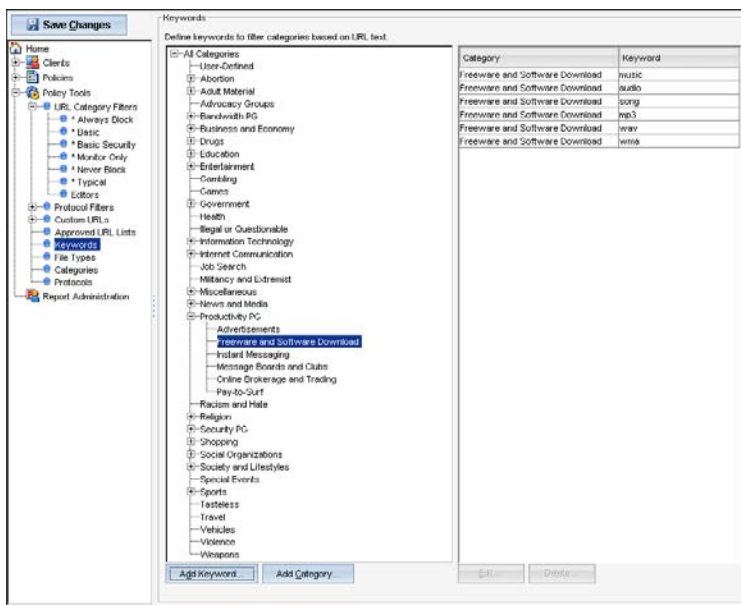 Save Changes
Home
Clients
Policies
Policy Tools
URL Category Filters
* Always Block
* Basic
* Basic Security
* Monitor Only
* Never Block
* Typical
Editors
Protocol Filters
Custom URLs
Approved URL Lists
Keywords
File Types
Categories
Protocols
Report Administration
Keywords
Define keywords to filter categories based on URL text.
All Categories
User-Defined
Abortion
Adult Material
Advocacy Groups
Bandwidth PG
Business and Economy
Drugs
Education
Entertainment
Gambling
Games
Government
Health
Illegal or Questionable
Information Technology
Internet Communication
Job Search
Militancy and Extremist
Miscellaneous
News and Media
Productivity PG
Advertisements
Freeware and Software Download
Instant Messaging
Message Boards and Clubs
Online Brokerage and Trading
Pay-to-Surf
Racism and Hate
Religion
Security PG
Shopping
Social Organizations
Society and Lifestyles
Special Events
Sports
Tasteless
Travel
Vehicles
Violence
Weapons
Add Keyword...
Add Category...
Category Keyword
Freeware and Software Download music
Freeware and Software Download audio
Freeware and Software Download song
Freeware and Software Download mp3
Freeware and Software Download wav
Freeware and Software Download wma
Edit...
Delete...